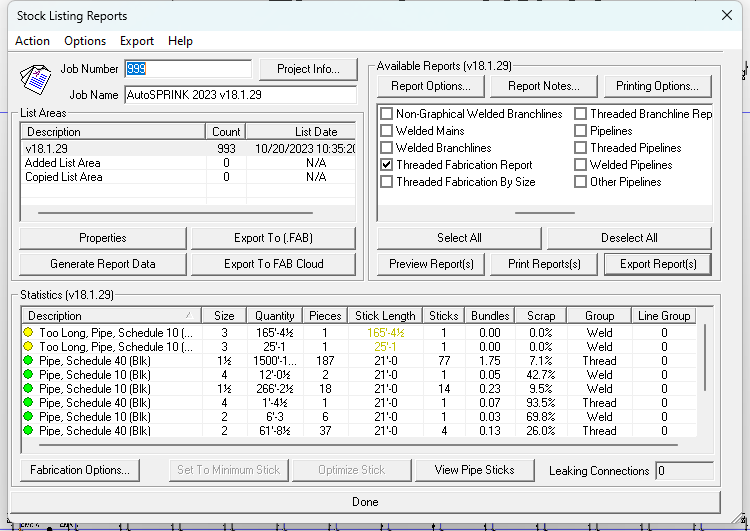 Stock Listing Reports
Action Options Export Help
Job Number 999 Project Info...
Job Name AutoSPRINK 2023 v18.1.29
Available Reports (v18.1.29)
Report Options... Report Notes... Printing Options...
Non-Graphical Welded Branchlines Threaded Branchline Rep
Welded Mains Pipelines
Welded Branchlines Threaded Pipelines
Threaded Fabrication Report Welded Pipelines
Threaded Fabrication By Size Other Pipelines
Select All Deselect All
Preview Report(s) Print Reports(s) Export Report(s)
List Areas
Description Count List Date
v18.1.29 993 10/20/2023 10:35:20
Added List Area 0 N/A
Copied List Area 0 N/A
Properties Export To (.FAB)
Generate Report Data Export To FAB Cloud
Statistics (v18.1.29)
Description Size Quantity Pieces Stick Length Sticks Bundles Scrap Group Line Group
Too Long, Pipe, Schedule 10 (... 3 165'-4½ 1 165'-4½ 1 0.00 0.0% Weld 0
Too Long, Pipe, Schedule 10 (... 3 25'-1 1 25'-1 1 0.00 0.0% Weld 0
Pipe, Schedule 40 (Blk) 1½ 1500'-1... 187 21'-0 77 1.75 7.1% Thread 0
Pipe, Schedule 10 (Blk) 4 12'-0½ 2 21'-0 1 0.05 42.7% Weld 0
Pipe, Schedule 10 (Blk) 1½ 266'-2½ 18 21'-0 14 0.23 9.5% Weld 0
Pipe, Schedule 40 (Blk) 4 1'-4½ 1 21'-0 1 0.07 93.5% Thread 0
Pipe, Schedule 10 (Blk) 2 6'-3 6 21'-0 1 0.03 69.8% Weld 0
Pipe, Schedule 40 (Blk) 2 61'-8½ 37 21'-0 4 0.13 26.0% Thread 0
Fabrication Options... Set To Minimum Stick Optimize Stick View Pipe Sticks Leaking Connections 0
Done